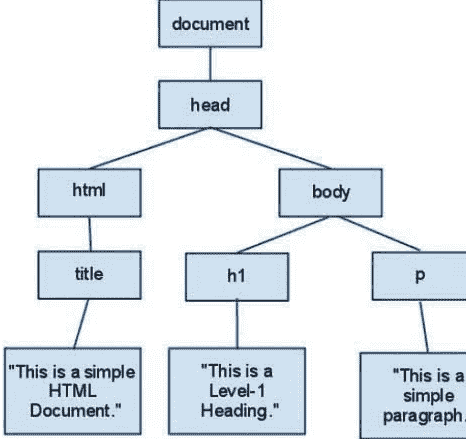 document
head
html
body
title
h1
p
"This is a simple
HTML
Document."
"This is a
Level-1
Heading."
"This is a
simple
paragraph.